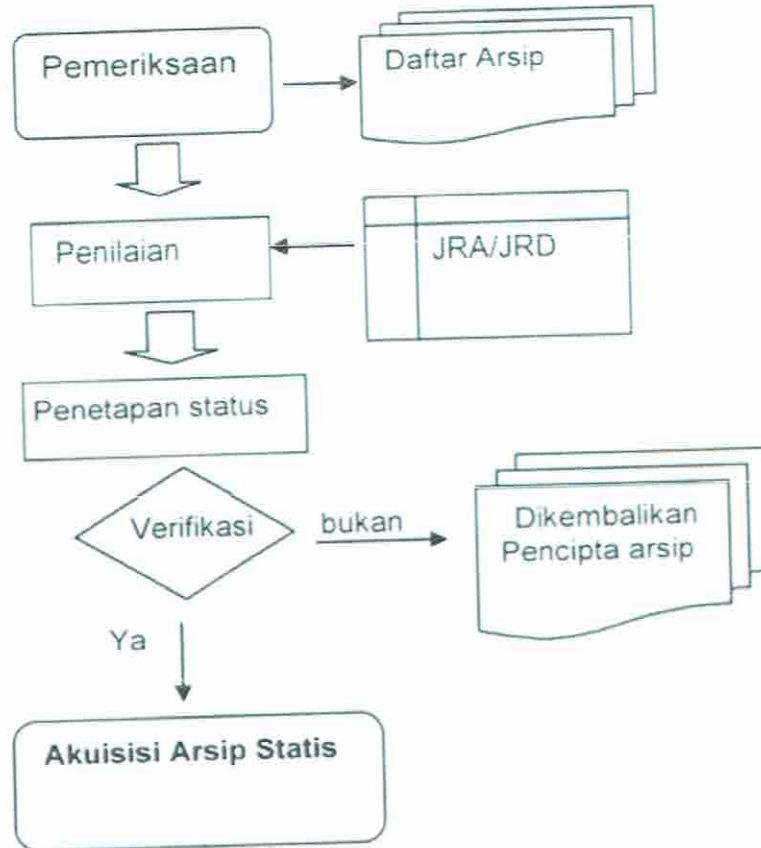 Pemeriksaan
Daftar Arsip
Penilaian
JRA/JRD
Penetapan status
Verifikasi
bukan
Dikembalikan
Pencipta arsip
Ya
Akuisisi Arsip Statis